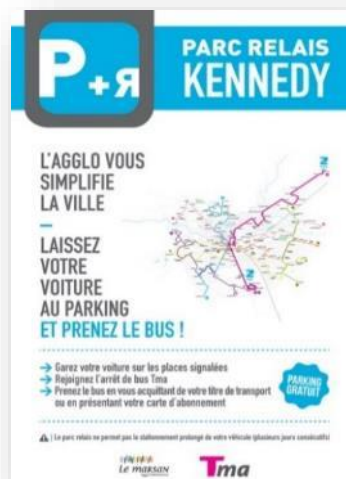 P+R
PARC RELAIS
KENNEDY
L'AGGLO VOUS
SIMPLIFIE
LA VILLE
LAISSEZ
VOTRE
VOITURE
AU PARKING
ET PRENEZ LE BUS !
→ Garez votre voiture sur les places signalées
→ Rejoignez l'arrêt de bus Tma
→ Prenez le bus en vous acquittant de votre titre de transport
ou en présentant votre carte d'abonnement
PARKING
GRATUIT
Le parc relais ne permet pas le stationnement prolongé de votre véhicule (plusieurs jours consécutifs)
Le Marsan
Tma